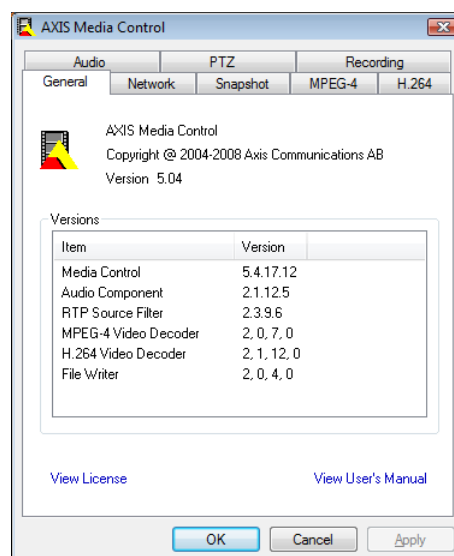 AXIS Media Control
Audio PTZ Recording
General Network Snapshot MPEG-4 H.264
AXIS Media Control
Copyright @ 2004-2008 Axis Communications AB
Version 5.04
Versions
Item Version
Media Control 5.4.17.12
Audio Component 2.1.12.5
RTP Source Filter 2.3.9.6
MPEG-4 Video Decoder 2, 0, 7, 0
H.264 Video Decoder 2, 1, 12, 0
File Writer 2, 0, 4, 0
View License View User's Manual
OK Cancel Apply